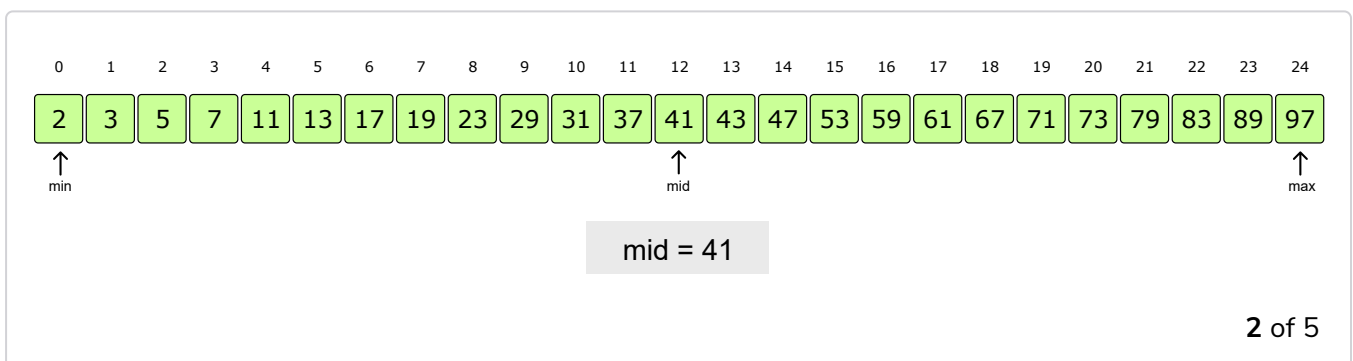 0 1 2 3 4 5 6 7 8 9 10 11 12 13 14 15 16 17 18 19 20 21 22 23 24
2 3 5 7 11 13 17 19 23 29 31 37 41 43 47 53 59 61 67 71 73 79 83 89 97
min mid max
mid = 41
2 of 5